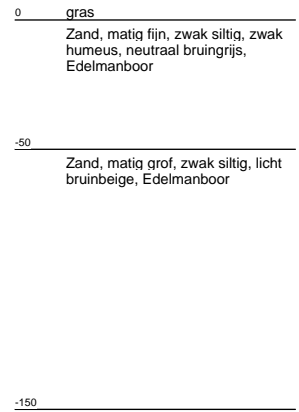 0 gras
Zand, matig fijn, zwak siltig, zwak
humeus, neutraal bruingrijs,
Edelmanboor
-50
Zand, matig grof, zwak siltig, licht
bruinbeige, Edelmanboor
-150